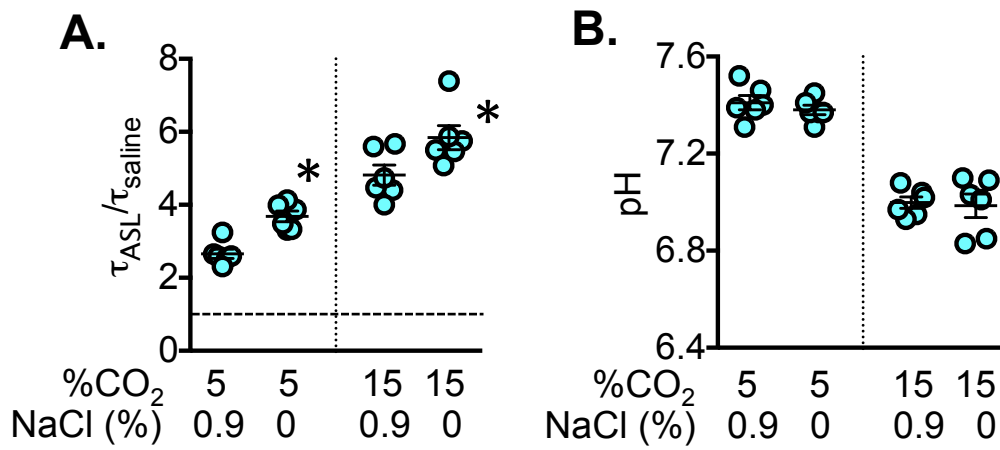 A.
τASL/τsaline
8
6
4
2
0
*
*
%CO2 5 5 15 15
NaCl (%) 0.9 0 0.9 0
B.
pH
7.6
7.2
6.8
6.4
%CO2 5 5 15 15
NaCl (%) 0.9 0 0.9 0